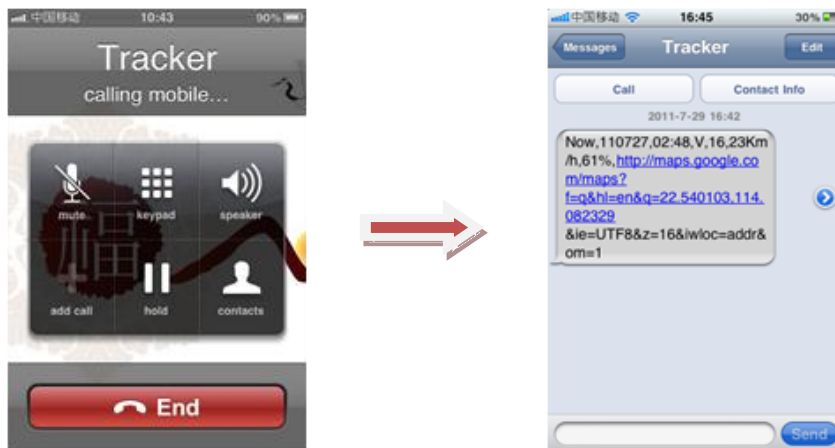 中国移动 10:43 90%
Tracker
calling mobile...
mute keypad speaker
福
add call hold contacts
End
中国移动 16:45 30%
Messages Tracker Edit
Call Contact Info
2011-7-29 16:42
Now,110727,02:48,V,16,23Km
/h,61%,http://maps.google.co
m/maps?
f=q&hl=en&q=22.540103,114.
082329
&ie=UTF8&z=16&iwloc=addr&
om=1
Send